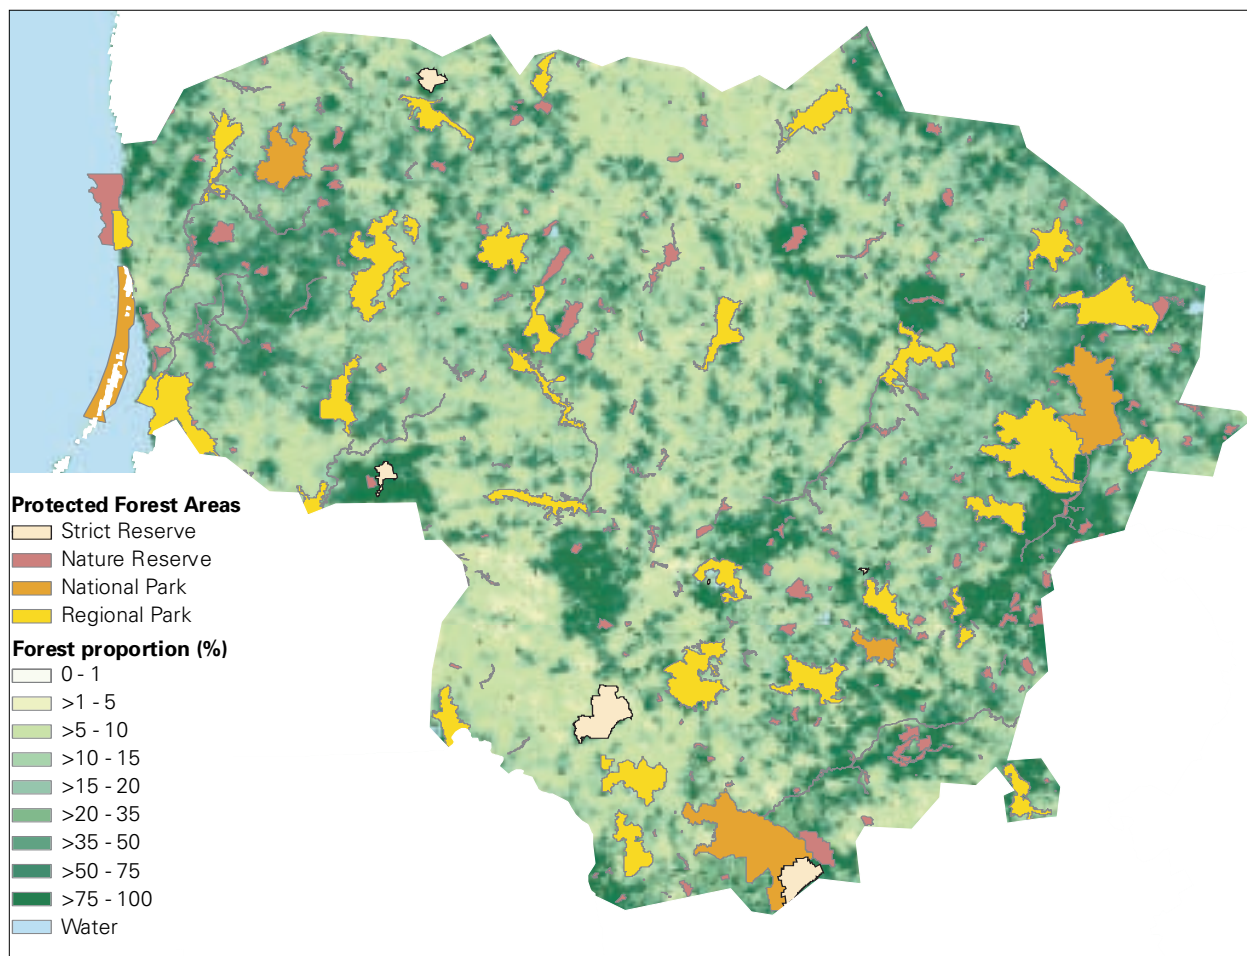 Protected Forest Areas
Strict Reserve
Nature Reserve
National Park
Regional Park
Forest proportion (%)
0 - 1
>1 - 5
>5 - 10
>10 - 15
>15 - 20
>20 - 35
>35 - 50
>50 - 75
>75 - 100
Water